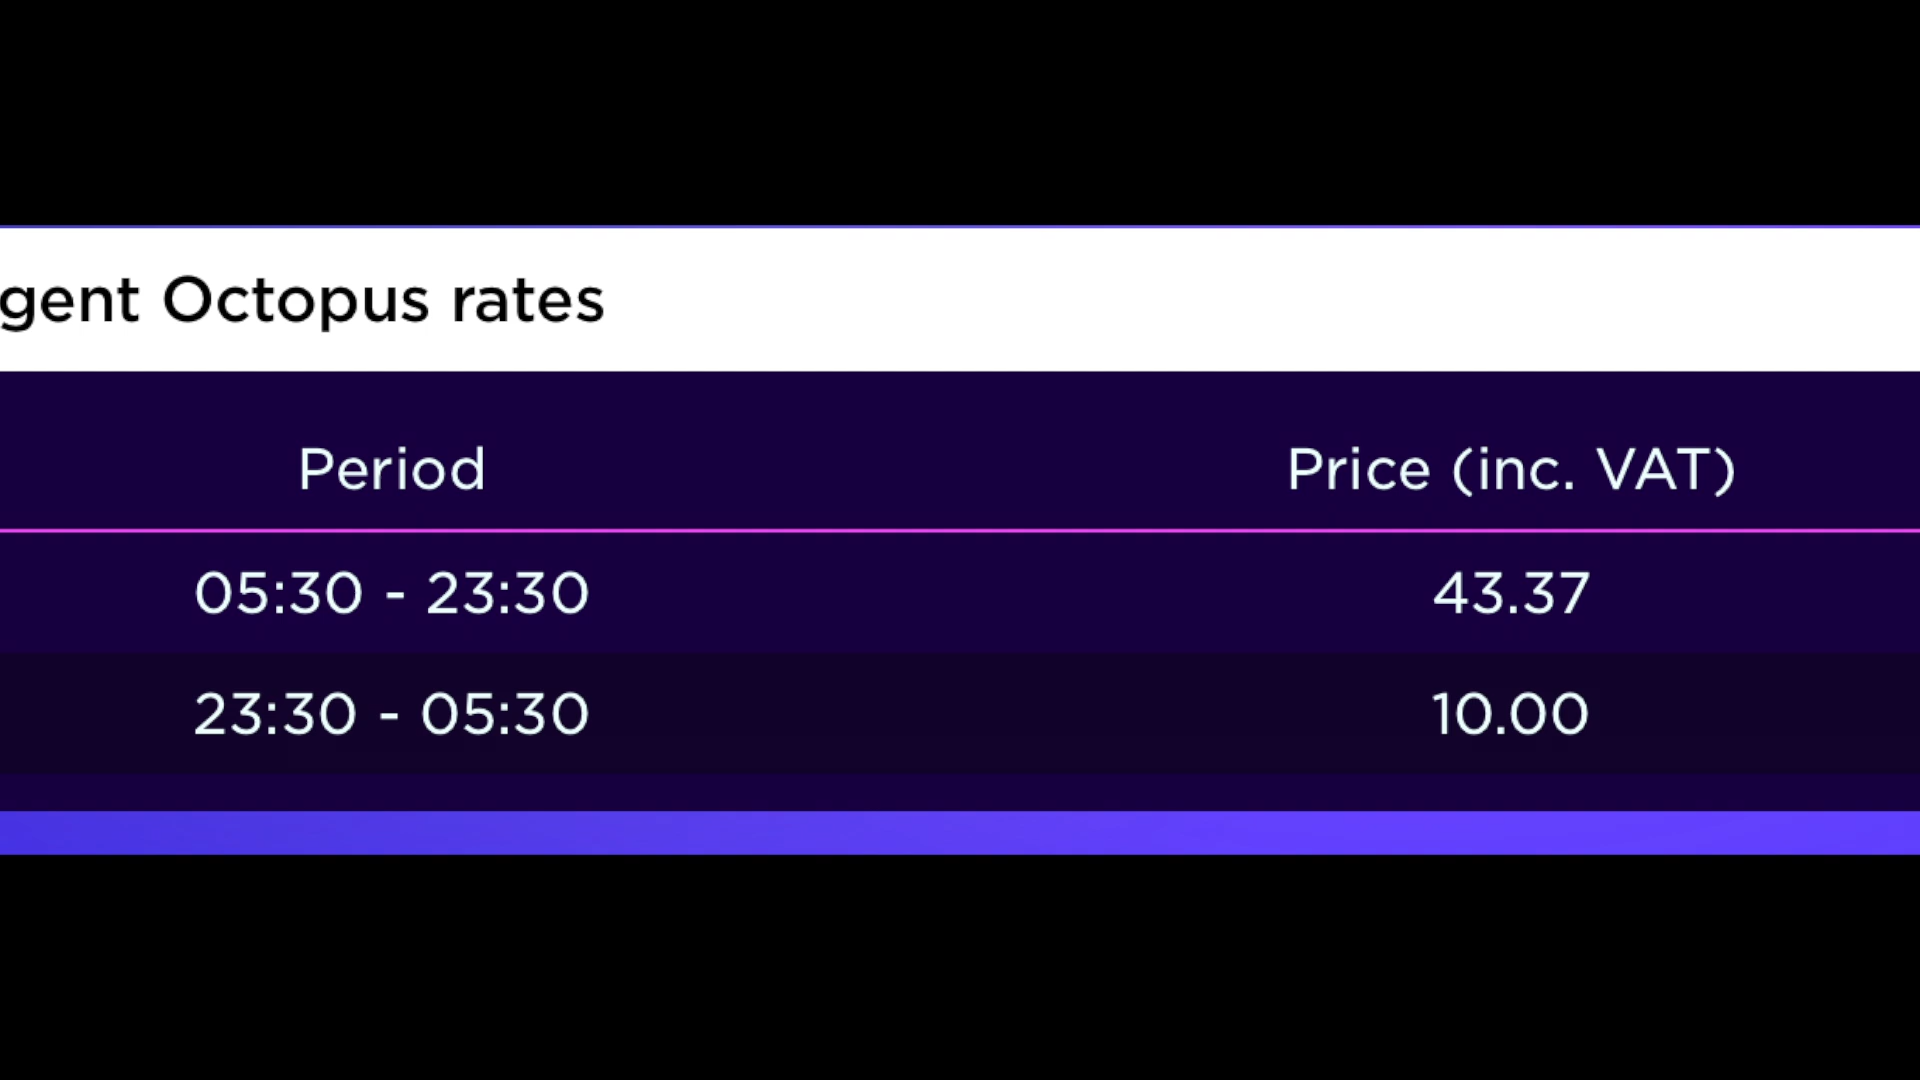 gent Octopus rates
Period Price (inc. VAT)
05:30 - 23:30 43.37
23:30 - 05:30 10.00